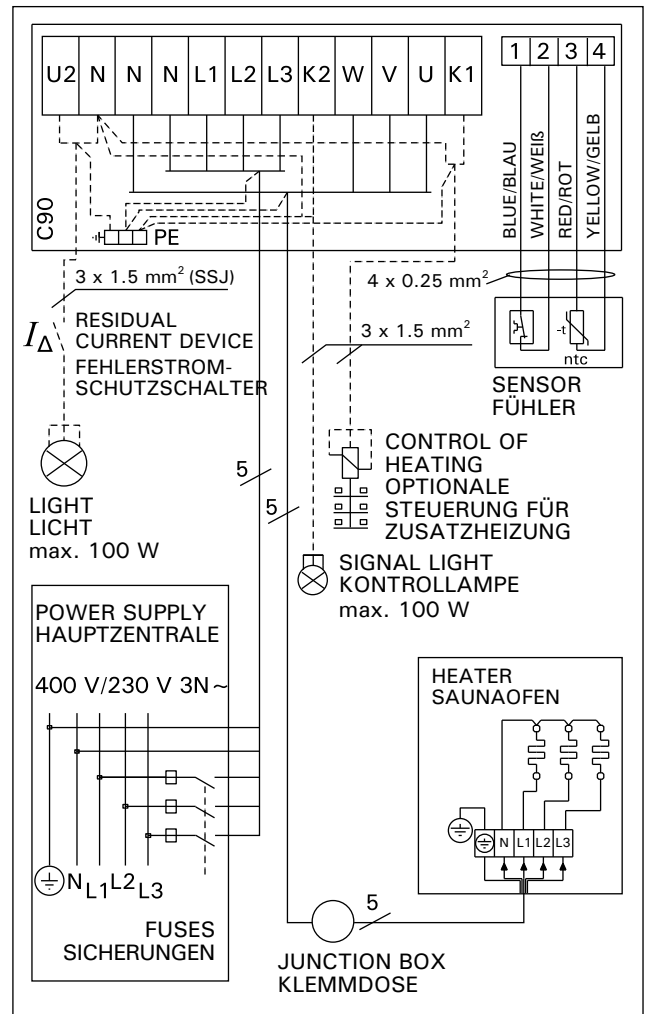 U2 N N N L1 L2 L3 K2 W V U K1
1 2 3 4
BLUE/BLAU
WHITE/WEIß
RED/ROT
YELLOW/GELB
C90
PE
3 x 1.5 mm² (SSJ)
4 x 0.25 mm²
I∆
RESIDUAL
CURRENT DEVICE
FEHLERSTROM-
SCHUTZSCHALTER
3 x 1.5 mm²
-t
ntc
SENSOR
FÜHLER
LIGHT
LICHT
max. 100 W
5
5
CONTROL OF
HEATING
OPTIONALE
STEUERUNG FÜR
ZUSATZHEIZUNG
SIGNAL LIGHT
KONTROLLAMPE
max. 100 W
POWER SUPPLY
HAUPTZENTRALE
400 V/230 V 3N~
N L1 L2 L3
FUSES
SICHERUNGEN
HEATER
SAUNAOFEN
N L1 L2 L3
5
JUNCTION BOX
KLEMMDOSE